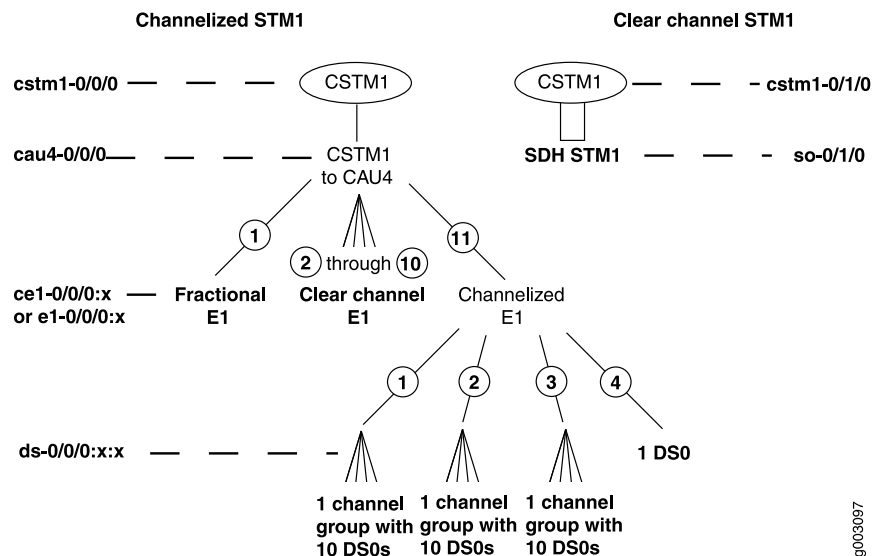 Channelized STM1
Clear channel STM1
cstm1-0/0/0
CSTM1
CSTM1
cstm1-0/1/0
cau4-0/0/0
CSTM1
to CAU4
SDH STM1
so-0/1/0
1
11
2 through 10
ce1-0/0/0:x
or e1-0/0/0:x
Fractional
E1
Clear channel
E1
Channelized
E1
1
2
3
4
ds-0/0/0:x:x
1 DS0
1 channel
group with
10 DS0s
1 channel
group with
10 DS0s
1 channel
group with
10 DS0s
g003097